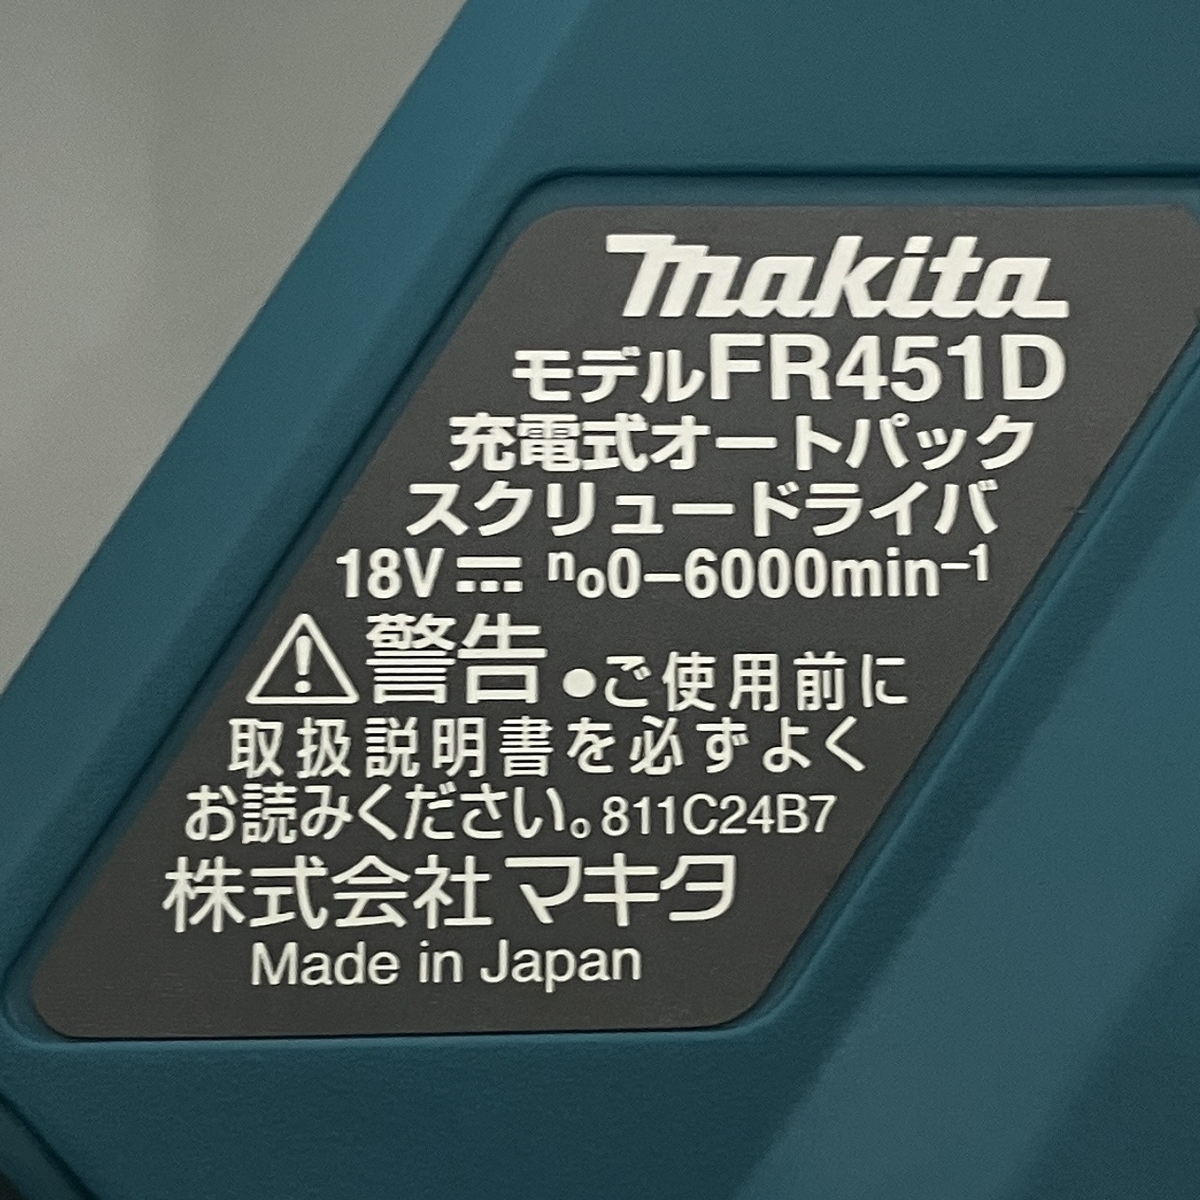 makita
モデルFR451D
充電式オートパック
スクリュードライバ
18V⎓ n₀0–6000min⁻¹
⚠警告 ●ご使用前に
取扱説明書を必ずよく
お読みください。811C24B7
株式会社マキタ
Made in Japan